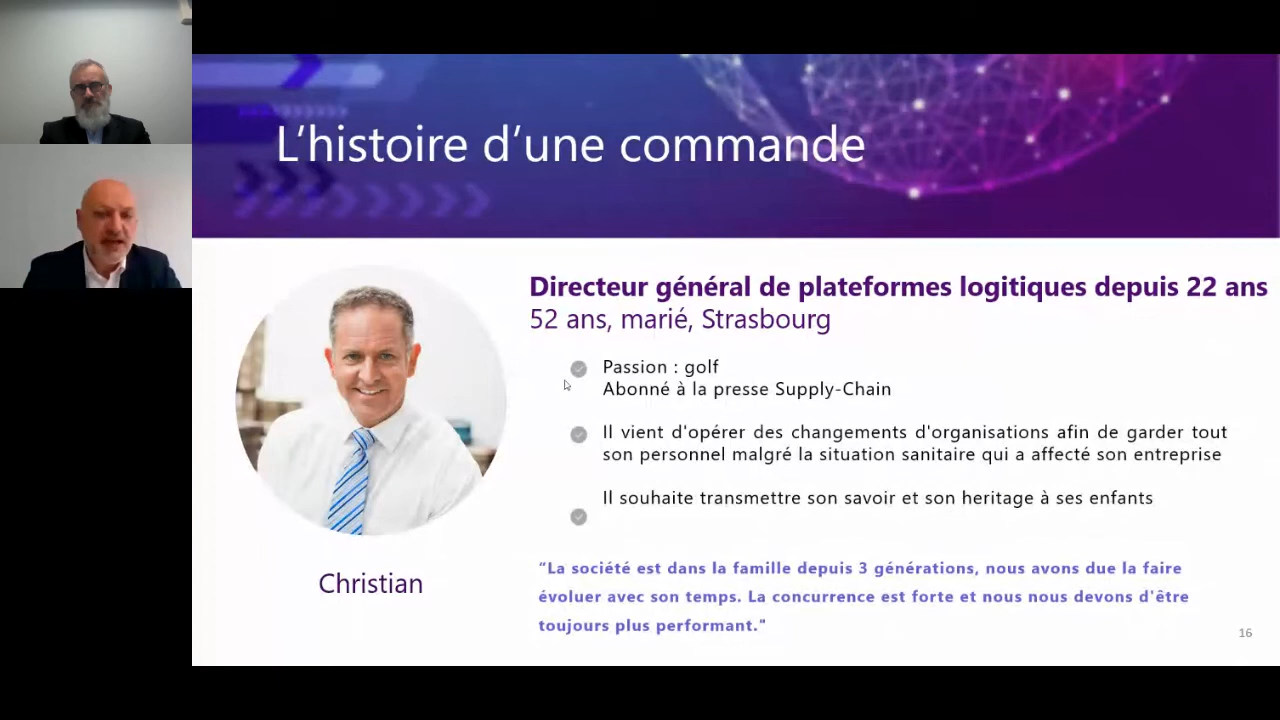 L’histoire d’une commande
Directeur général de plateformes logitiques depuis 22 ans
52 ans, marié, Strasbourg
Passion : golf
Abonné à la presse Supply-Chain
Il vient d'opérer des changements d'organisations afin de garder tout
son personnel malgré la situation sanitaire qui a affecté son entreprise
Il souhaite transmettre son savoir et son heritage à ses enfants
Christian
“La société est dans la famille depuis 3 générations, nous avons due la faire
évoluer avec son temps. La concurrence est forte et nous nous devons d'être
toujours plus performant."
16